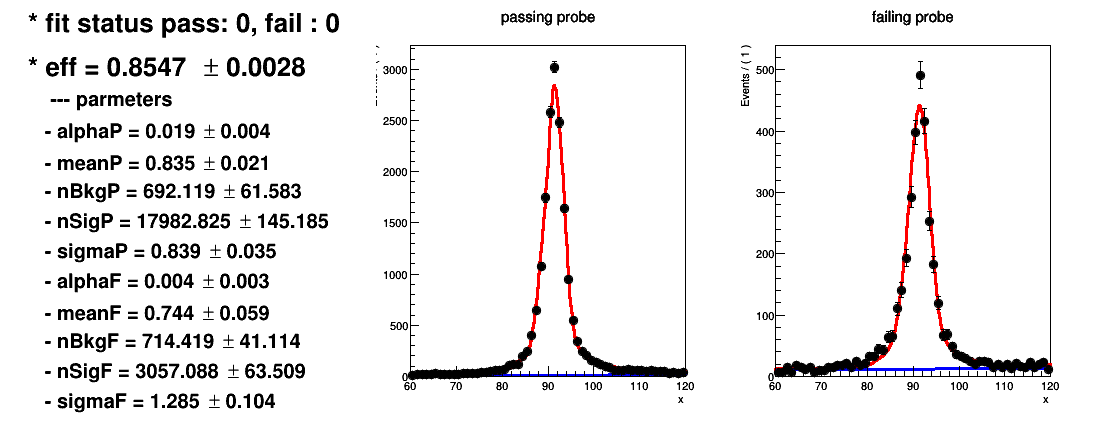 * fit status pass: 0, fail : 0
* eff = 0.8547 ± 0.0028
--- parmeters
- alphaP = 0.019 ± 0.004
- meanP = 0.835 ± 0.021
- nBkgP = 692.119 ± 61.583
- nSigP = 17982.825 ± 145.185
- sigmaP = 0.839 ± 0.035
- alphaF = 0.004 ± 0.003
- meanF = 0.744 ± 0.059
- nBkgF = 714.419 ± 41.114
- nSigF = 3057.088 ± 63.509
- sigmaF = 1.285 ± 0.104
passing probe
3000
2500
2000
1500
1000
500
0
60 70 80 90 100 110 120
x
failing probe
Events / ( 1 )
500
400
300
200
100
0
60 70 80 90 100 110 120
x